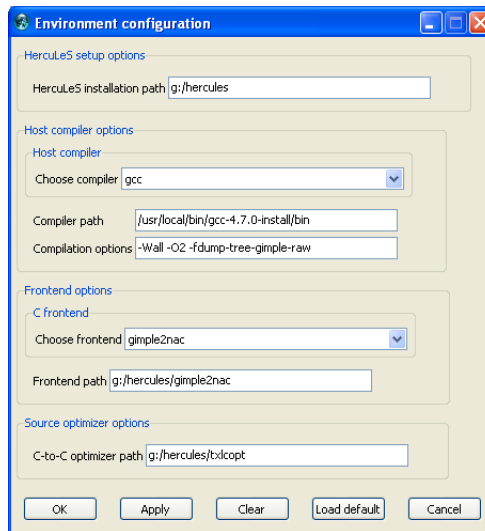 Environment configuration
HercuLeS setup options
HercuLeS installation path g:/hercules
Host compiler options
Host compiler
Choose compiler gcc
Compiler path /usr/local/bin/gcc-4.7.0-install/bin
Compilation options -Wall -O2 -fdump-tree-gimple-raw
Frontend options
C frontend
Choose frontend gimple2nac
Frontend path g:/hercules/gimple2nac
Source optimizer options
C-to-C optimizer path g:/hercules/txlcopt
OK Apply Clear Load default Cancel